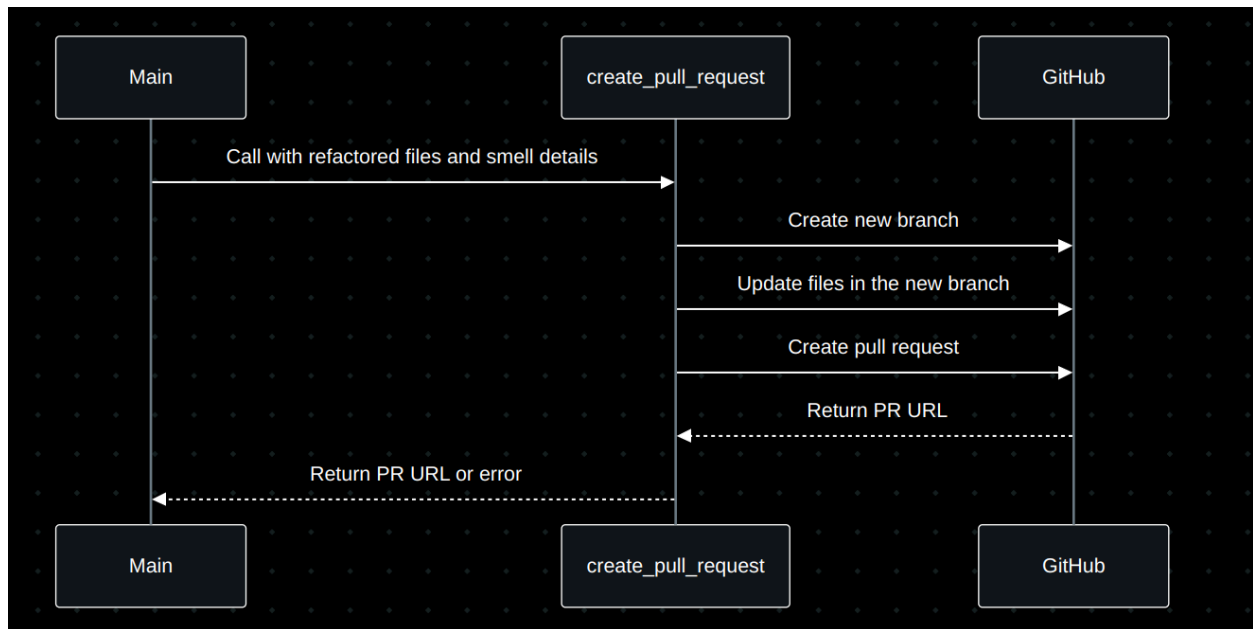 Main
create_pull_request
GitHub
Call with refactored files and smell details
Create new branch
Update files in the new branch
Create pull request
Return PR URL
Return PR URL or error
Main
create_pull_request
GitHub